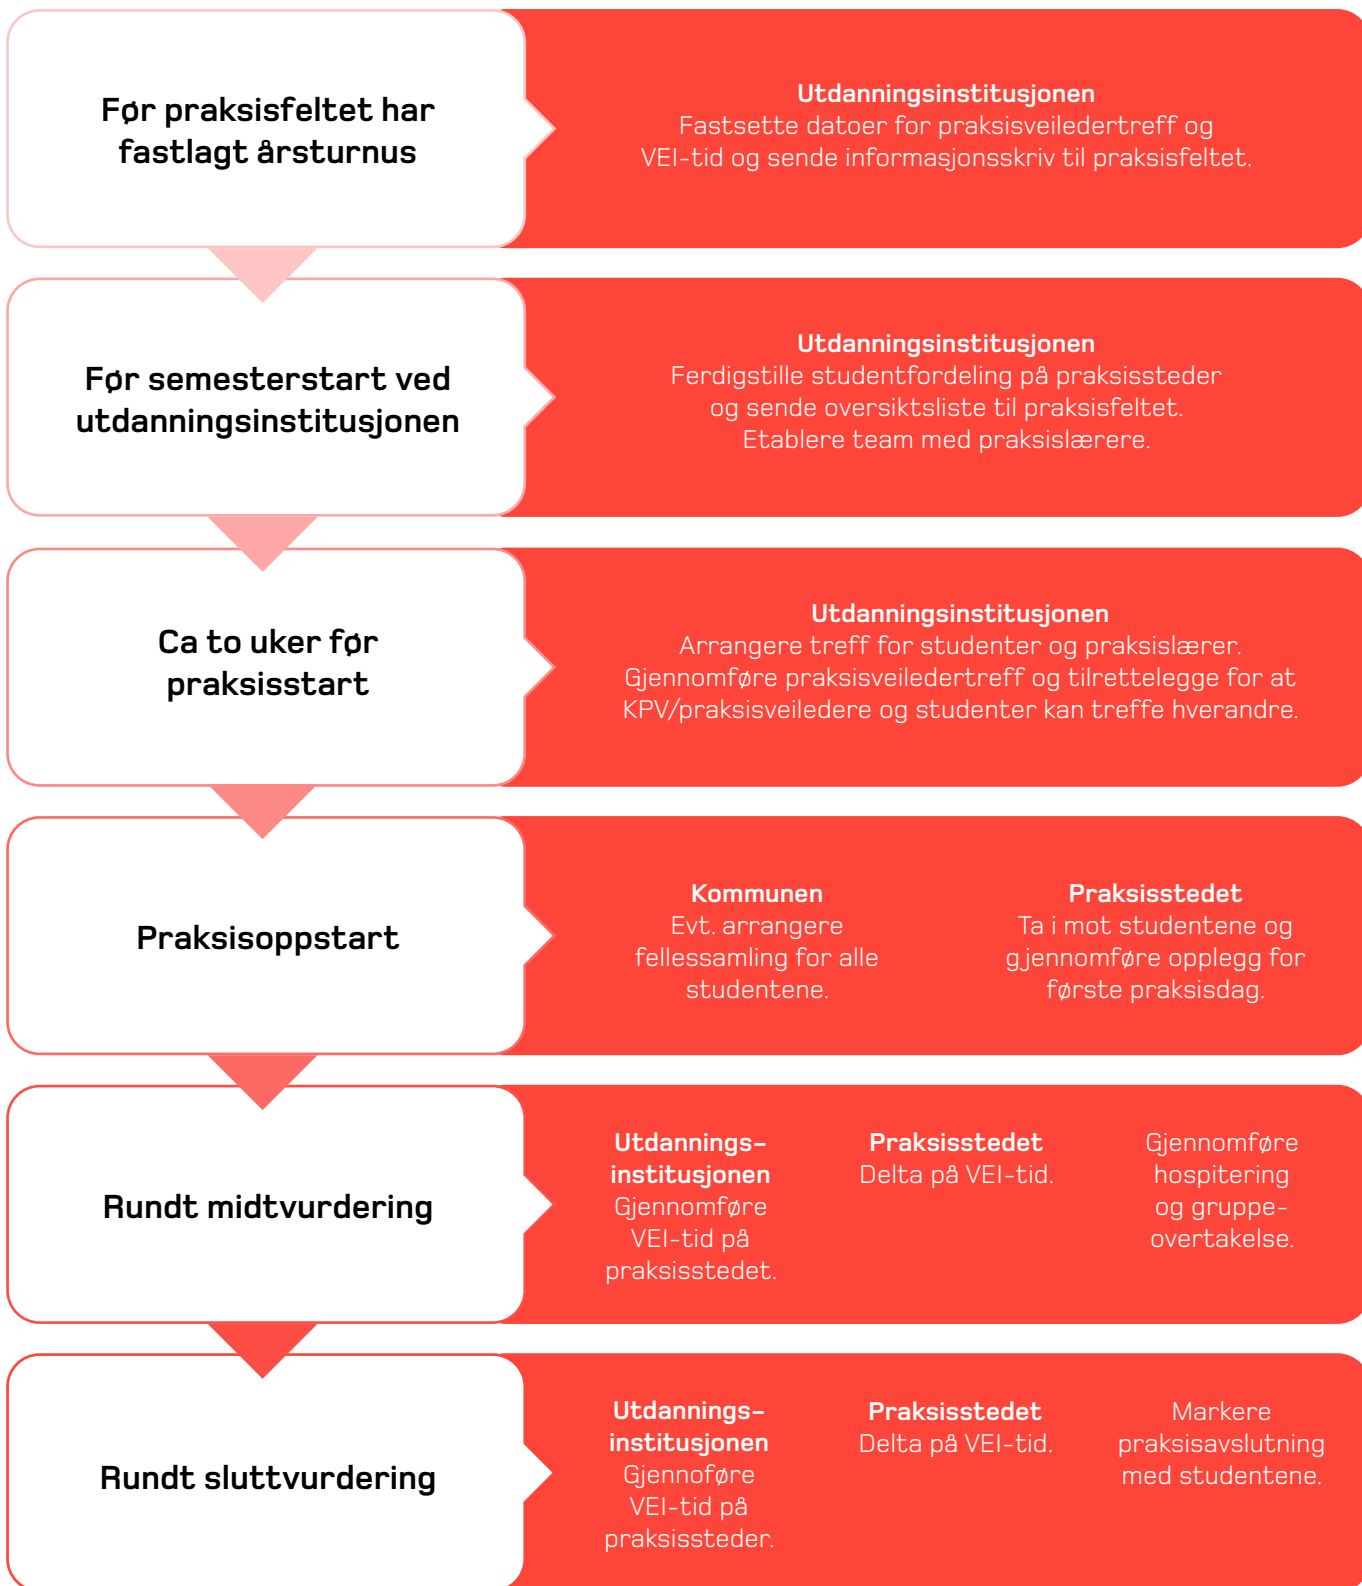 Før praksisfeltet har
fastlagt årsturnus
Utdanningsinstitusjonen
Fastsette datoer for praksisveiledertreff og
VEI-tid og sende informasjonsskriv til praksisfeltet.
Før semesterstart ved
utdanningsinstitusjonen
Utdanningsinstitusjonen
Ferdigstille studentfordeling på praksissteder
og sende oversiktsliste til praksisfeltet.
Etablere team med praksislærere.
Ca to uker før
praksisstart
Utdanningsinstitusjonen
Arrangere treff for studenter og praksislærer.
Gjennomføre praksisveiledertreff og tilrettelegge for at
KPV/praksisveiledere og studenter kan treffe hverandre.
Praksisoppstart
Kommunen
Evt. arrangere
fellessamling for alle
studentene.
Praksisstedet
Ta i mot studentene og
gjennomføre opplegg for
første praksisdag.
Rundt midtvurdering
Utdannings-
institusjonen
Gjennomføre
VEI-tid på
praksisstedet.
Praksisstedet
Delta på VEI-tid.
Gjennomføre
hospitering
og gruppe-
overtakelse.
Rundt sluttvurdering
Utdannings-
institusjonen
Gjennoføre
VEI-tid på
praksissteder.
Praksisstedet
Delta på VEI-tid.
Markere
praksisavslutning
med studentene.